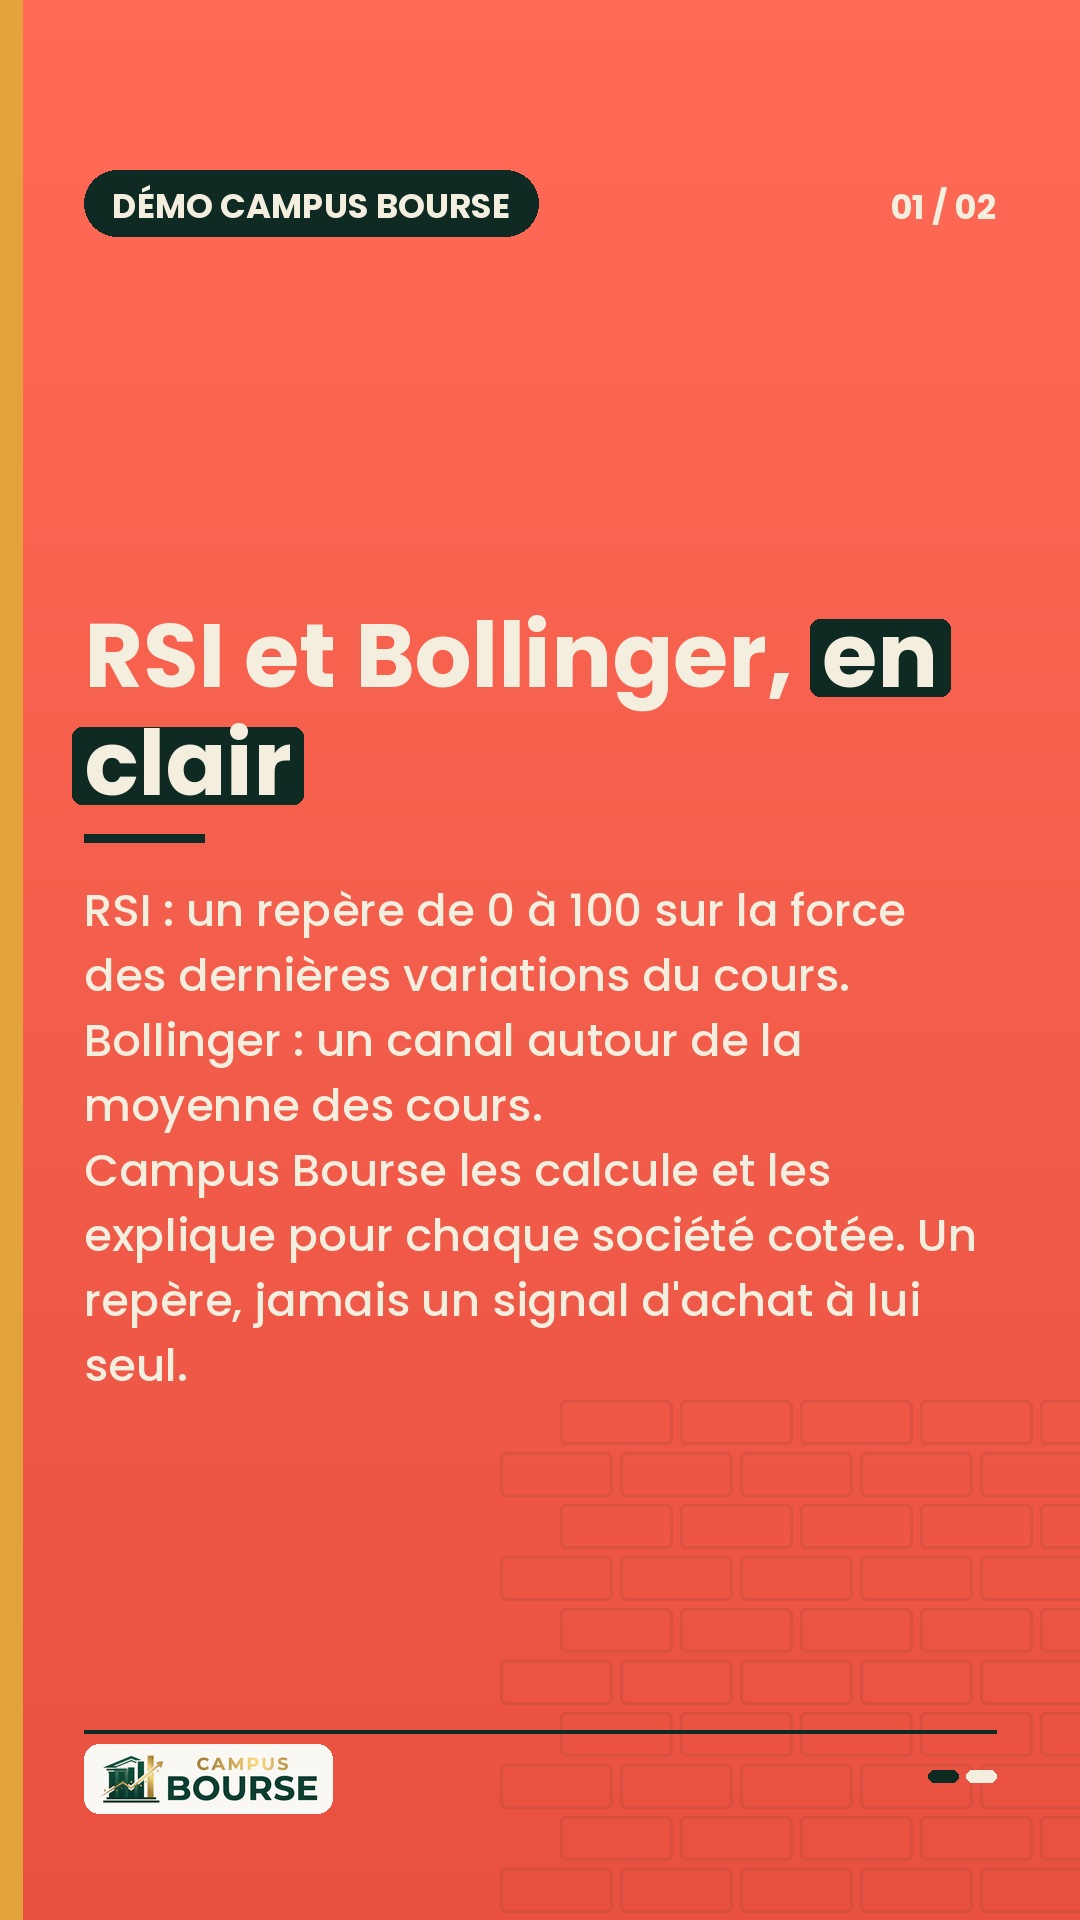 DÉMO CAMPUS BOURSE
01 / 02
RSI et Bollinger, en
clair
RSI : un repère de 0 à 100 sur la force
des dernières variations du cours.
Bollinger : un canal autour de la
moyenne des cours.
Campus Bourse les calcule et les
explique pour chaque société cotée. Un
repère, jamais un signal d'achat à lui
seul.
CAMPUS
BOURSE